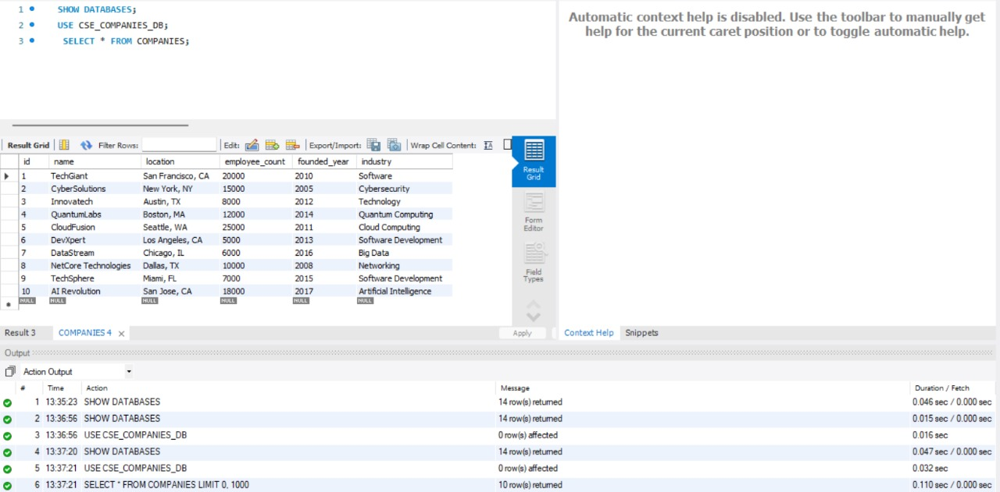 1 SHOW DATABASES;
2 USE CSE_COMPANIES_DB;
3 SELECT * FROM COMPANIES;
Automatic context help is disabled. Use the toolbar to manually get
help for the current caret position or to toggle automatic help.
Result Grid Filter Rows: Edit: Export/Import: Wrap Cell Content:
id name location employee_count founded_year industry
1 TechGiant San Francisco, CA 20000 2010 Software
2 CyberSolutions New York, NY 15000 2005 Cybersecurity
3 Innovatech Austin, TX 8000 2012 Technology
4 QuantumLabs Boston, MA 12000 2014 Quantum Computing
5 CloudFusion Seattle, WA 25000 2011 Cloud Computing
6 DevXpert Los Angeles, CA 5000 2013 Software Development
7 DataStream Chicago, IL 6000 2016 Big Data
8 NetCore Technologies Dallas, TX 10000 2008 Networking
9 TechSphere Miami, FL 7000 2015 Software Development
10 AI Revolution San Jose, CA 18000 2017 Artificial Intelligence
NULL NULL NULL NULL NULL NULL
Result
Grid
Form
Editor
Field
Types
Result 3 COMPANIES 4 Apply Context Help Snippets
Output
Action Output
# Time Action Message Duration / Fetch
1 13:35:23 SHOW DATABASES 14 row(s) returned 0.046 sec / 0.000 sec
2 13:36:56 SHOW DATABASES 14 row(s) returned 0.015 sec / 0.000 sec
3 13:36:56 USE CSE_COMPANIES_DB 0 row(s) affected 0.016 sec
4 13:37:20 SHOW DATABASES 14 row(s) returned 0.047 sec / 0.000 sec
5 13:37:21 USE CSE_COMPANIES_DB 0 row(s) affected 0.032 sec
6 13:37:21 SELECT * FROM COMPANIES LIMIT 0, 1000 10 row(s) returned 0.110 sec / 0.000 sec